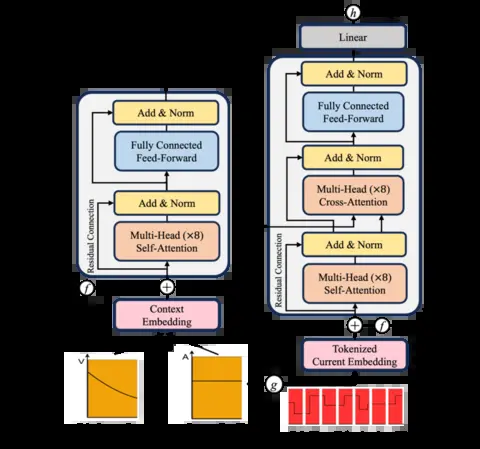 h
Linear
Add & Norm
Fully Connected
Feed-Forward
Add & Norm
Multi-Head (×8)
Cross-Attention
Add & Norm
Multi-Head (×8)
Self-Attention
Residual Connection
f
Tokenized
Current Embedding
g
Add & Norm
Fully Connected
Feed-Forward
Add & Norm
Multi-Head (×8)
Self-Attention
Residual Connection
f
Context
Embedding
V
A